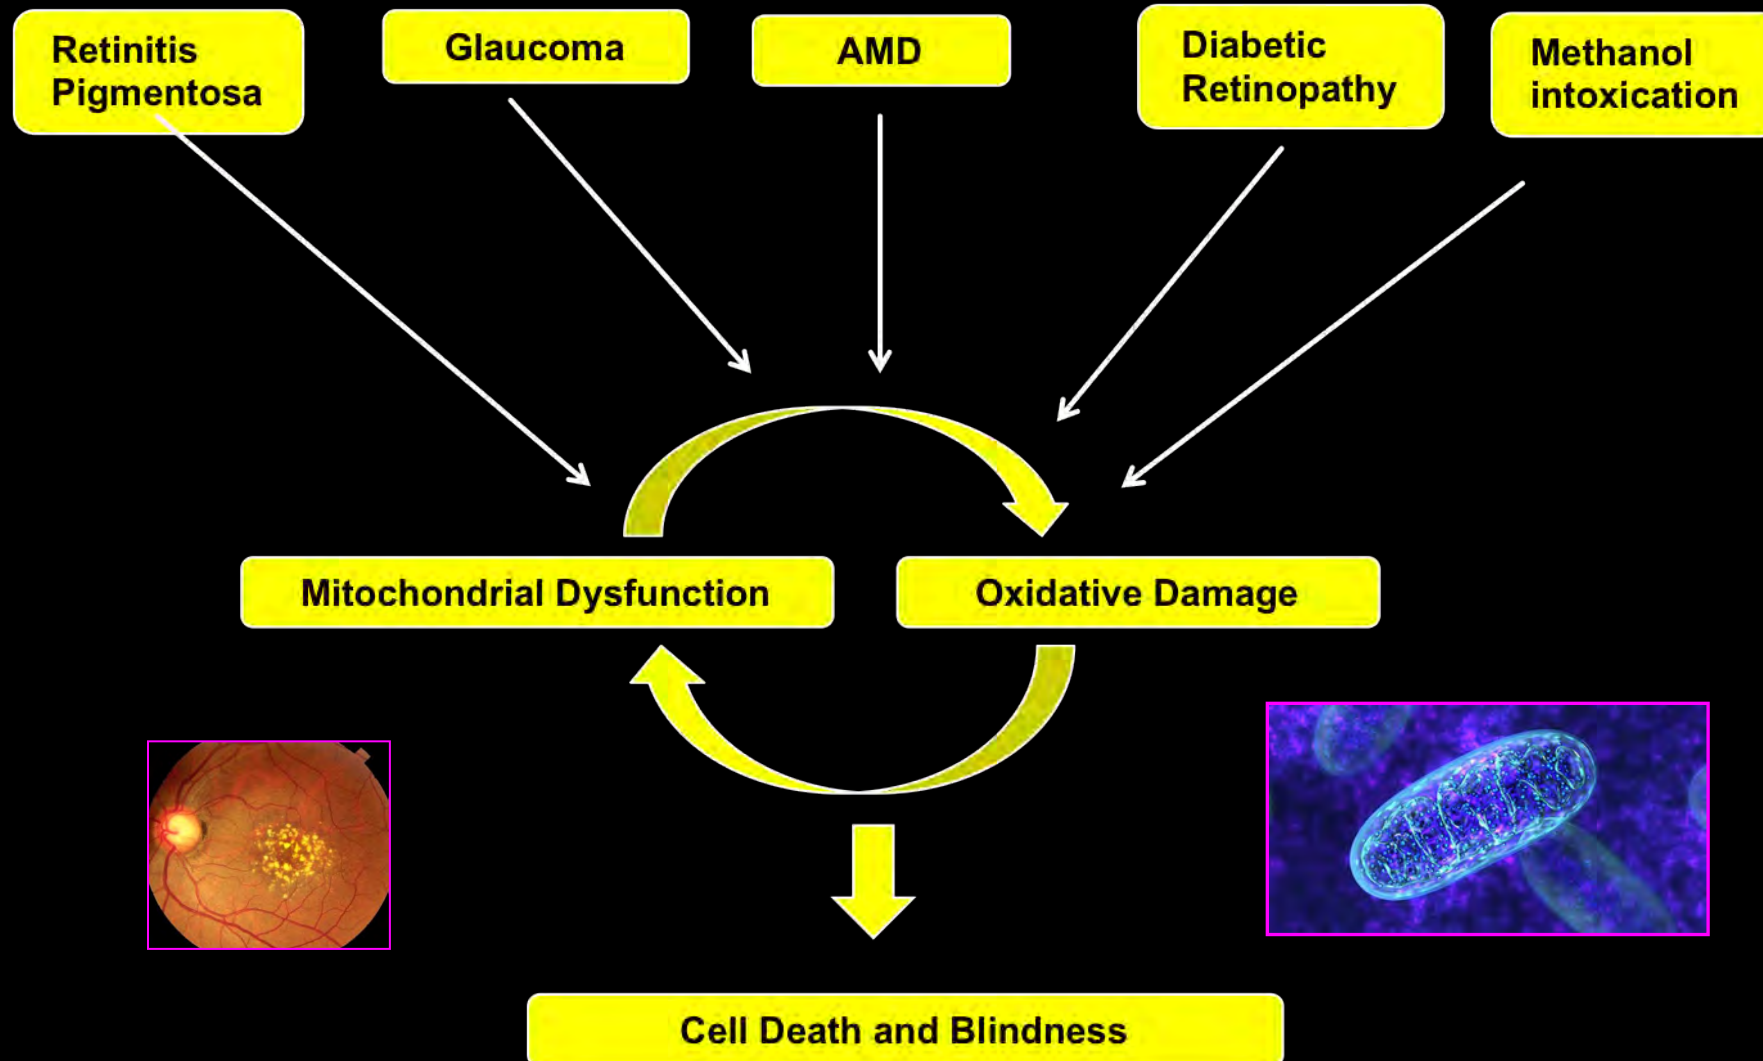 Retinitis
Pigmentosa
Glaucoma
AMD
Diabetic
Retinopathy
Methanol
intoxication
Mitochondrial Dysfunction
Oxidative Damage
Cell Death and Blindness